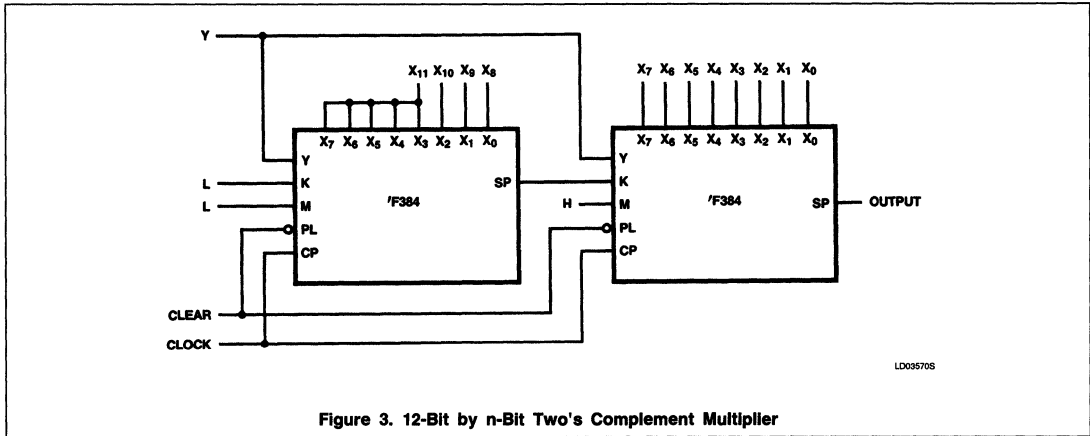 Y
X11 X10 X9 X8
X7 X6 X5 X4 X3 X2 X1 X0
X7 X6 X5 X4 X3 X2 X1 X0
X7 X6 X5 X4 X3 X2 X1 X0
Y
K
M
PL
CP
'F384
SP
L
L
Y
K
M
PL
CP
'F384
SP
H
OUTPUT
CLEAR
CLOCK
LD03570S
Figure 3. 12-Bit by n-Bit Two's Complement Multiplier